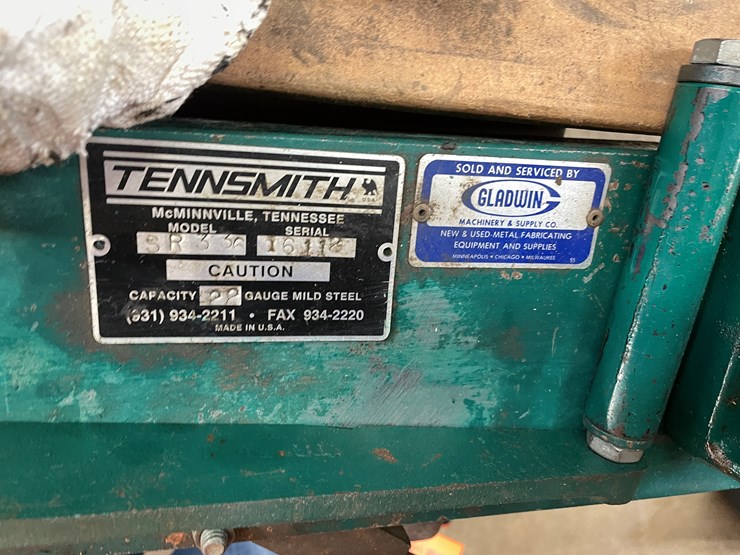 TENNSMITH
U.S.A.
McMINNVILLE, TENNESSEE
MODEL SERIAL
SR 336
CAUTION
CAPACITY 22 GAUGE MILD STEEL
(931) 934-2211 • FAX 934-2220
MADE IN U.S.A.
SOLD AND SERVICED BY
GLADWIN
MACHINERY & SUPPLY CO.
NEW & USED-METAL FABRICATING
EQUIPMENT AND SUPPLIES
MINNEAPOLIS • CHICAGO • MILWAUKEE